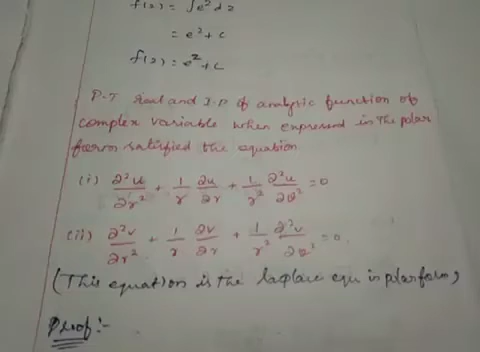 f(z) = ∫e^z dz
= e^z + c
f(z) = e^z + c
P.T real and I.P of analytic function of
complex variable when expressed in the polar
form satisfied the equation
(i) ∂²u/∂r² + 1/r ∂u/∂r + 1/r² ∂²u/∂θ² = 0
(ii) ∂²v/∂r² + 1/r ∂v/∂r + 1/r² ∂²v/∂θ² = 0.
(This equation is the laplace equ in polar form)
Proof:-